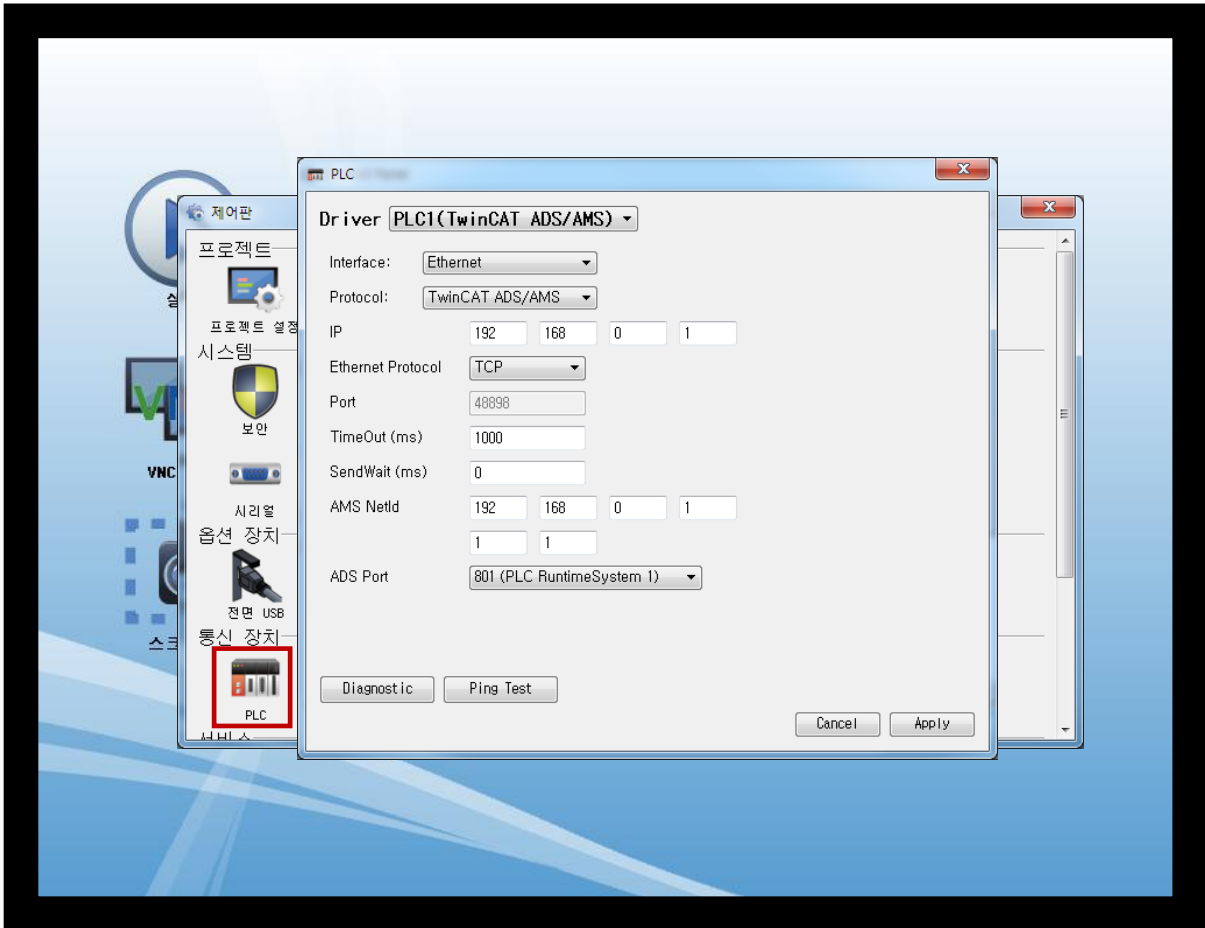 PLC
제어판
Driver PLC1(TwinCAT ADS/AMS)
프로젝트
Interface: Ethernet
Protocol: TwinCAT ADS/AMS
프로젝트 설정
IP 192 168 0 1
시스템
Ethernet Protocol TCP
Port 48898
보안
TimeOut (ms) 1000
VNC
SendWait (ms) 0
시리얼
AMS NetId 192 168 0 1
옵션 장치
1 1
ADS Port 801 (PLC RuntimeSystem 1)
전면 USB
통신 장치
Diagnostic Ping Test
PLC
Cancel Apply